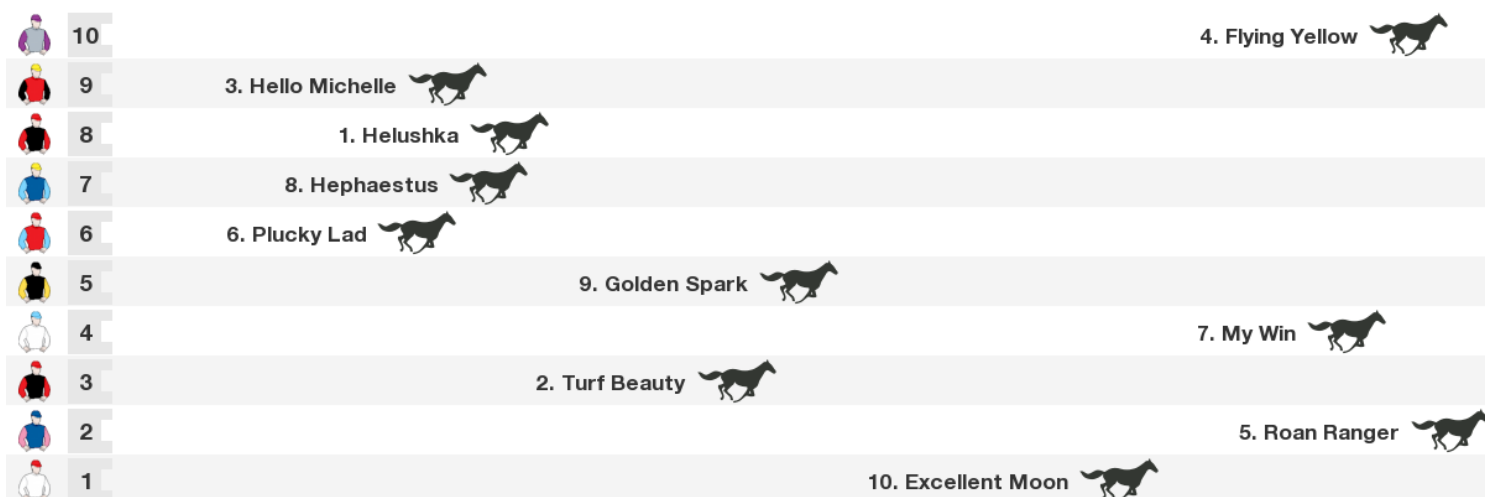 10 4. Flying Yellow
9 3. Hello Michelle
8 1. Helushka
7 8. Hephaestus
6 6. Plucky Lad
5 9. Golden Spark
4 7. My Win
3 2. Turf Beauty
2 5. Roan Ranger
1 10. Excellent Moon